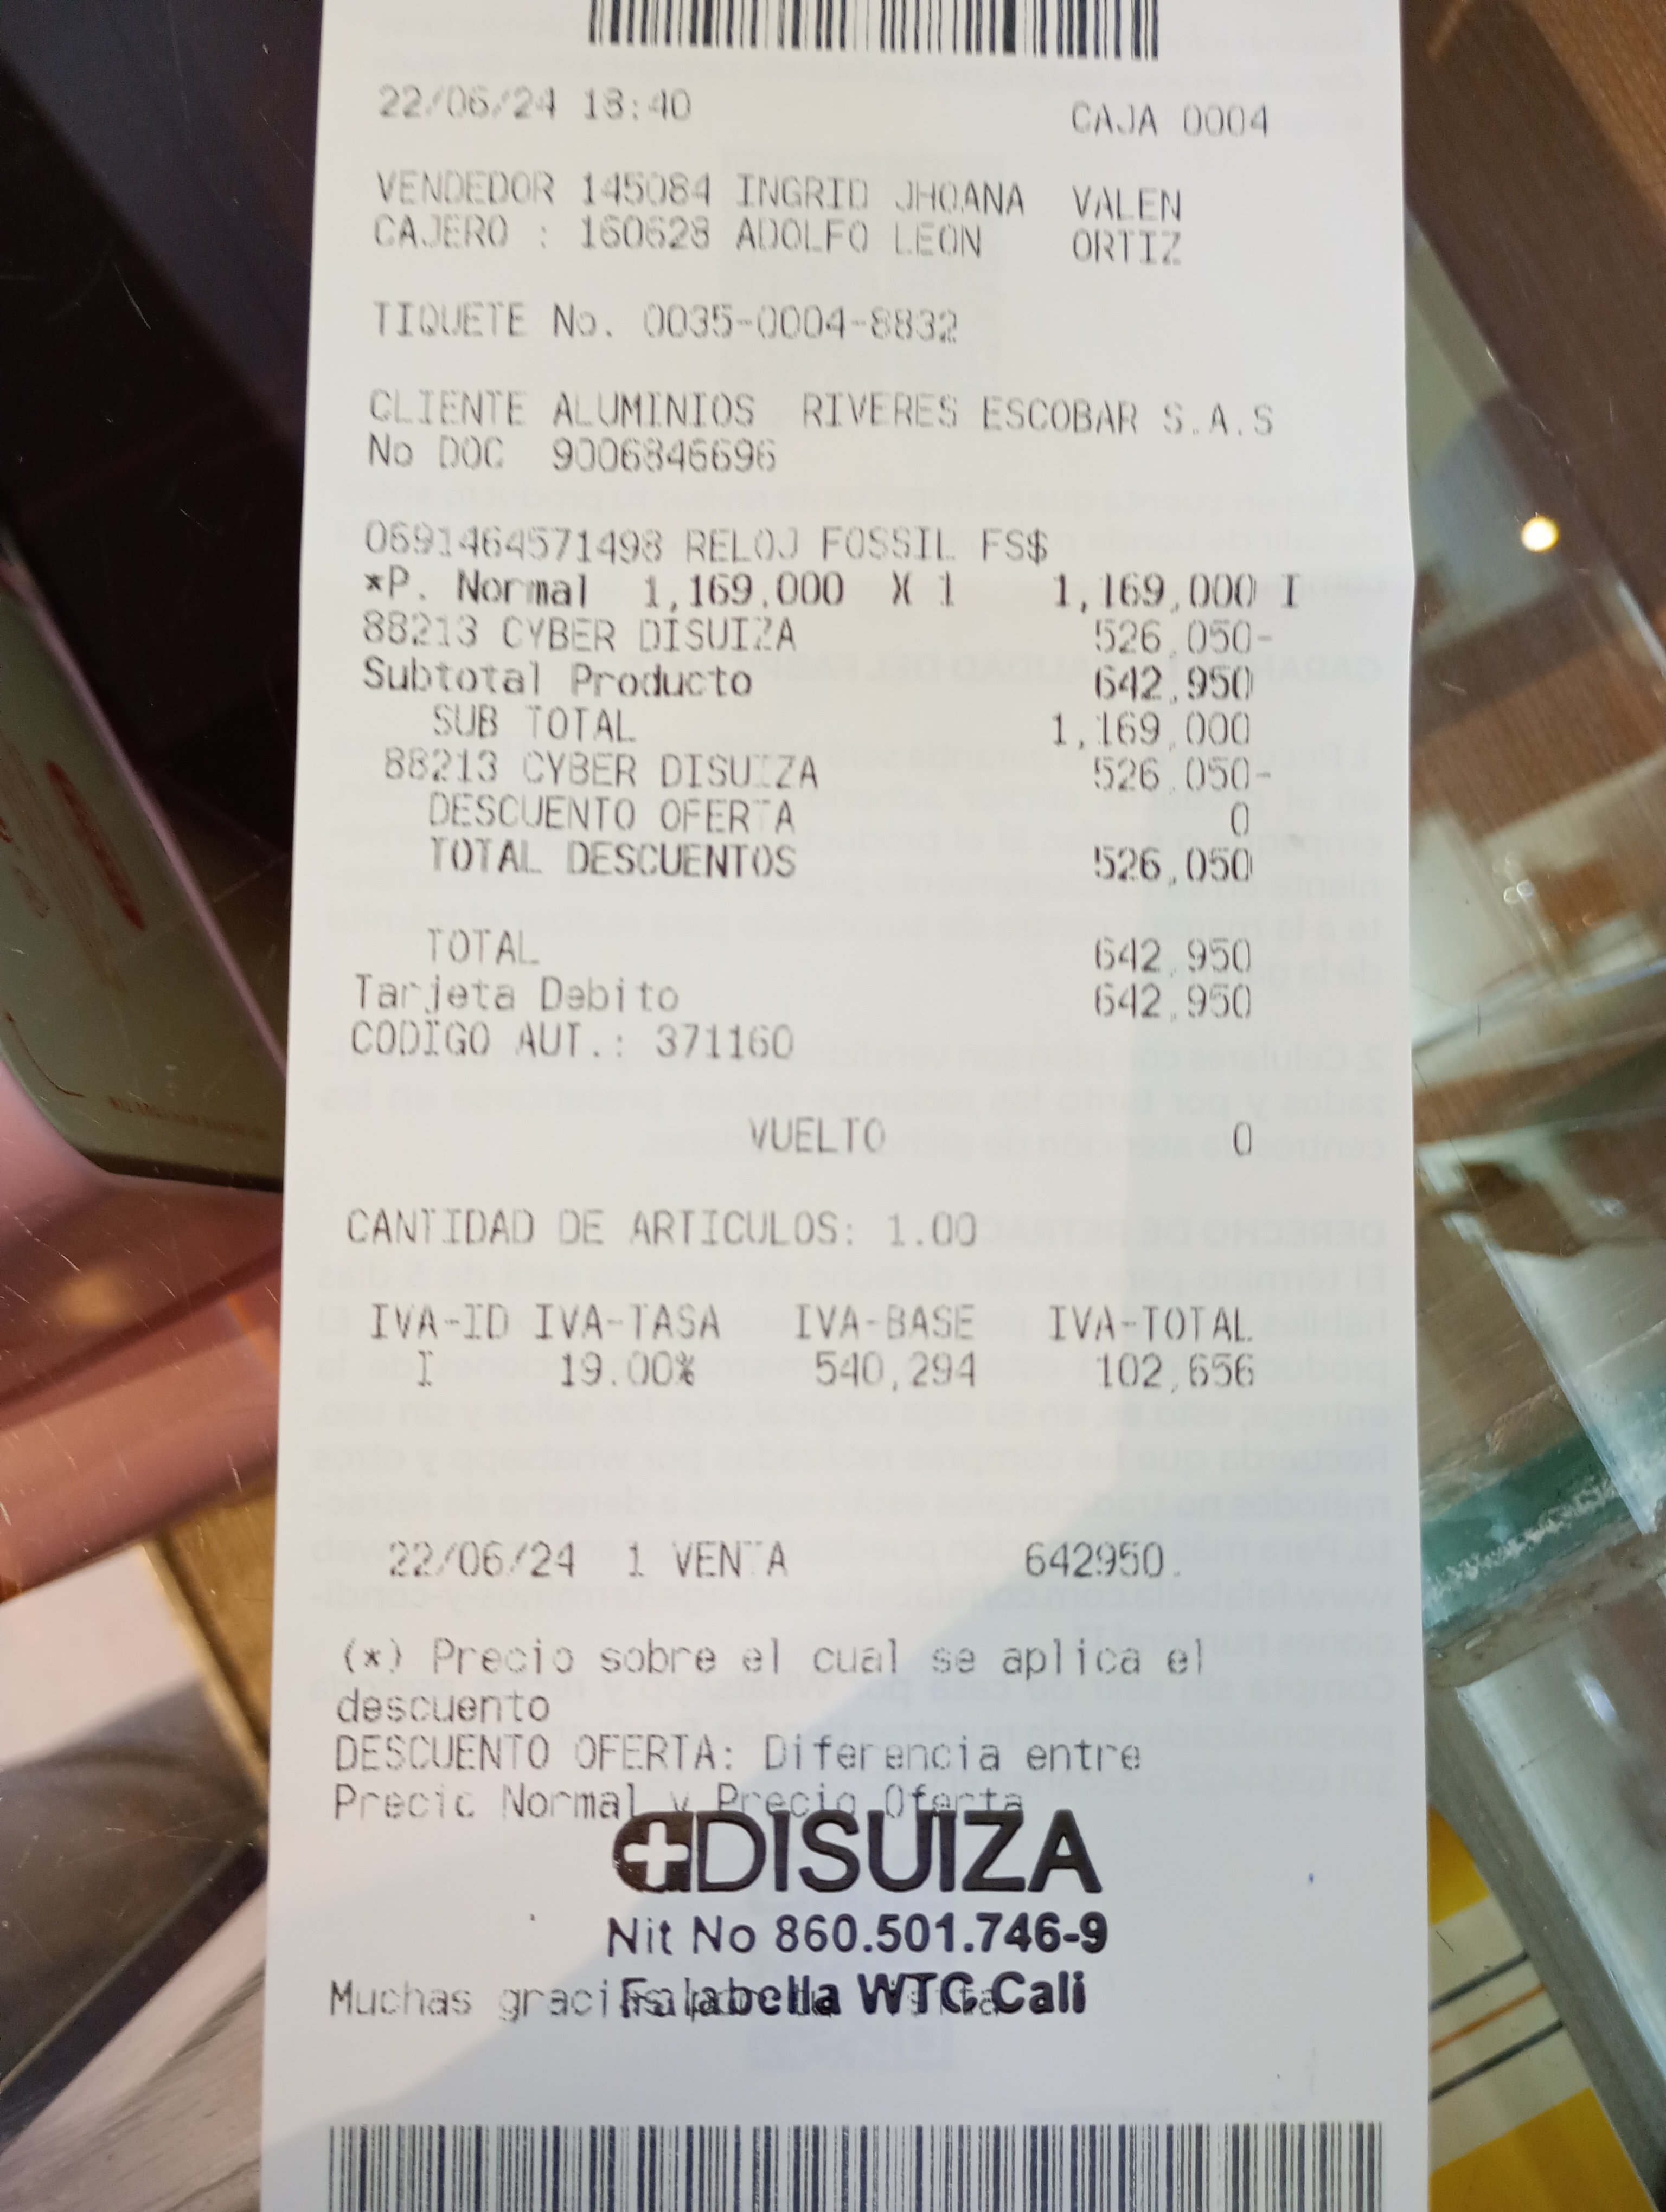 22/06/24 18:40 CAJA 0004
VENDEDOR 145084 INGRID JHOANA VALEN
CAJERO : 160628 ADOLFO LEON ORTIZ
TIQUETE No. 0035-0004-8832
CLIENTE ALUMINIOS RIVERES ESCOBAR S.A.S
No DOC 9006846696
0691464571498 RELOJ FOSSIL FS$
*P. Normal 1,169,000 X 1 1,169,000 I
88213 CYBER DISUIZA 526,050-
Subtotal Producto 642,950
SUB TOTAL 1,169,000
88213 CYBER DISUIZA 526,050-
DESCUENTO OFERTA 0
TOTAL DESCUENTOS 526,050
TOTAL 642,950
Tarjeta Debito 642,950
CODIGO AUT.: 371160
VUELTO 0
CANTIDAD DE ARTICULOS: 1.00
IVA-ID IVA-TASA IVA-BASE IVA-TOTAL
I 19.00% 540,294 102,656
22/06/24 1 VENTA 642950.
(*) Precio sobre el cual se aplica el
descuento
DESCUENTO OFERTA: Diferencia entre
Precio Normal y Precio Oferta
DISUIZA
Nit No 860.501.746-9
Muchas
Falabella WTC Cali